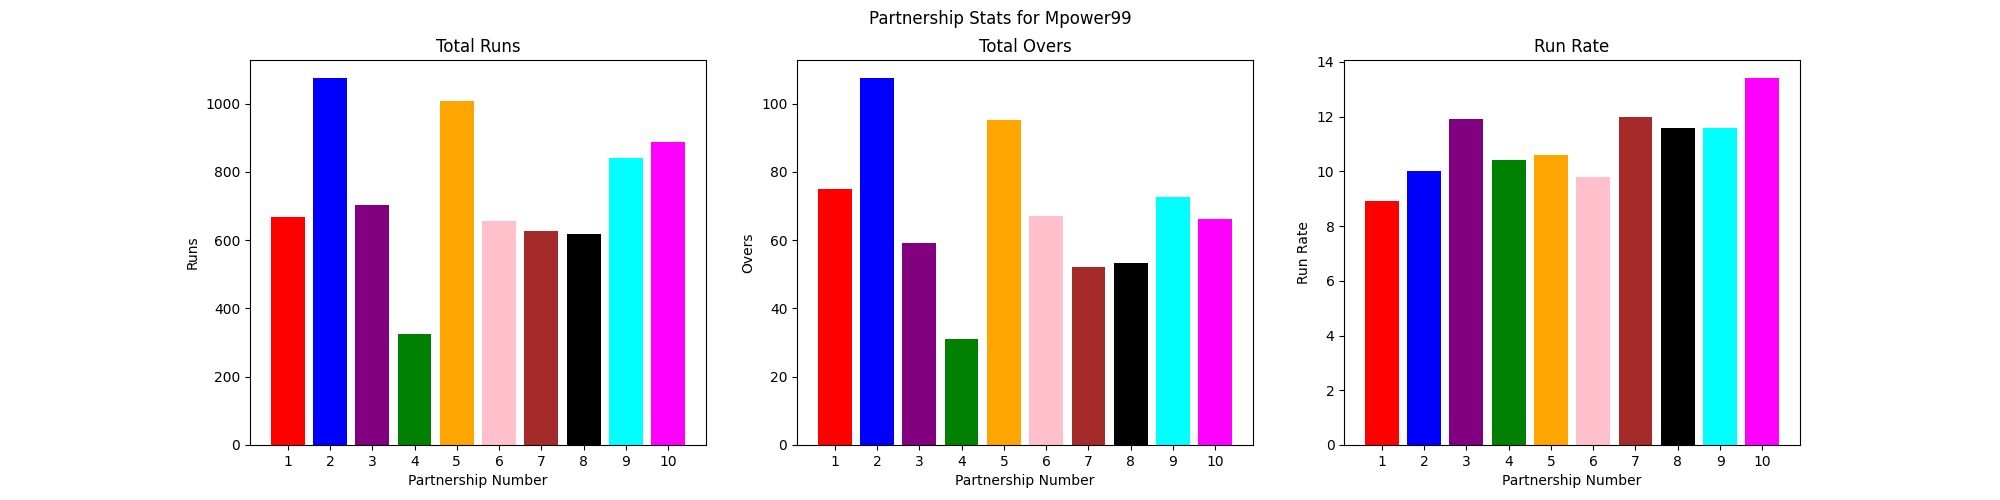 Partnership Stats for Mpower99
Total Runs
Runs
1000
800
600
400
200
0
1 2 3 4 5 6 7 8 9 10
Partnership Number
Total Overs
Overs
100
80
60
40
20
0
1 2 3 4 5 6 7 8 9 10
Partnership Number
Run Rate
Run Rate
14
12
10
8
6
4
2
0
1 2 3 4 5 6 7 8 9 10
Partnership Number